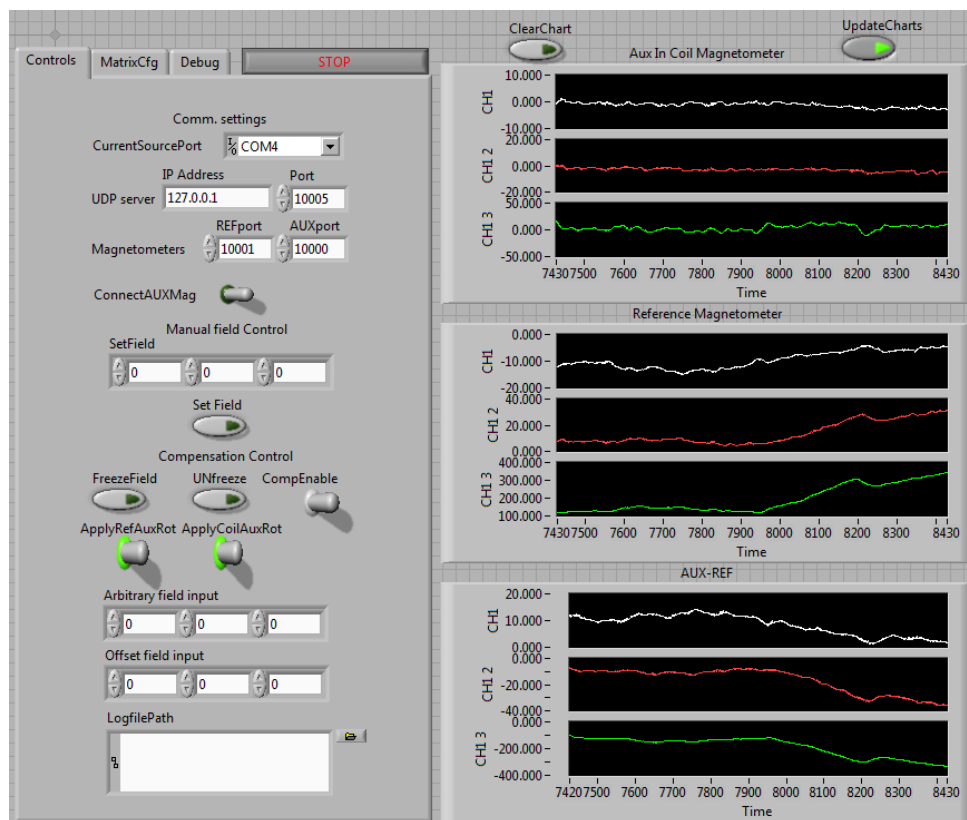 Controls MatrixCfg Debug STOP
Comm. settings
CurrentSourcePort I/O COM4
IP Address Port
UDP server 127.0.0.1 10005
REFport AUXport
Magnetometers 10001 10000
ConnectAUXMag
Manual field Control
SetField
0 0 0
Set Field
Compensation Control
FreezeField UNfreeze CompEnable
ApplyRefAuxRot ApplyCoilAuxRot
Arbitrary field input
0 0 0
Offset field input
0 0 0
LogfilePath
ClearChart UpdateCharts
Aux In Coil Magnetometer
10.000
CH1
0.000
-10.000
20.000
CH1 2
0.000
-20.000
50.000
CH1 3
0.000
-50.000
7430 7500 7600 7700 7800 7900 8000 8100 8200 8300 8430
Time
Reference Magnetometer
0.000
CH1
-10.000
-20.000
40.000
CH1 2
20.000
0.000
400.000
CH1 3
300.000
200.000
100.000
7430 7500 7600 7700 7800 7900 8000 8100 8200 8300 8430
Time
AUX-REF
20.000
CH1
10.000
0.000
CH1 2
-20.000
-40.000
0.000
CH1 3
-200.000
-400.000
7420 7500 7600 7700 7800 7900 8000 8100 8200 8300 8430
Time